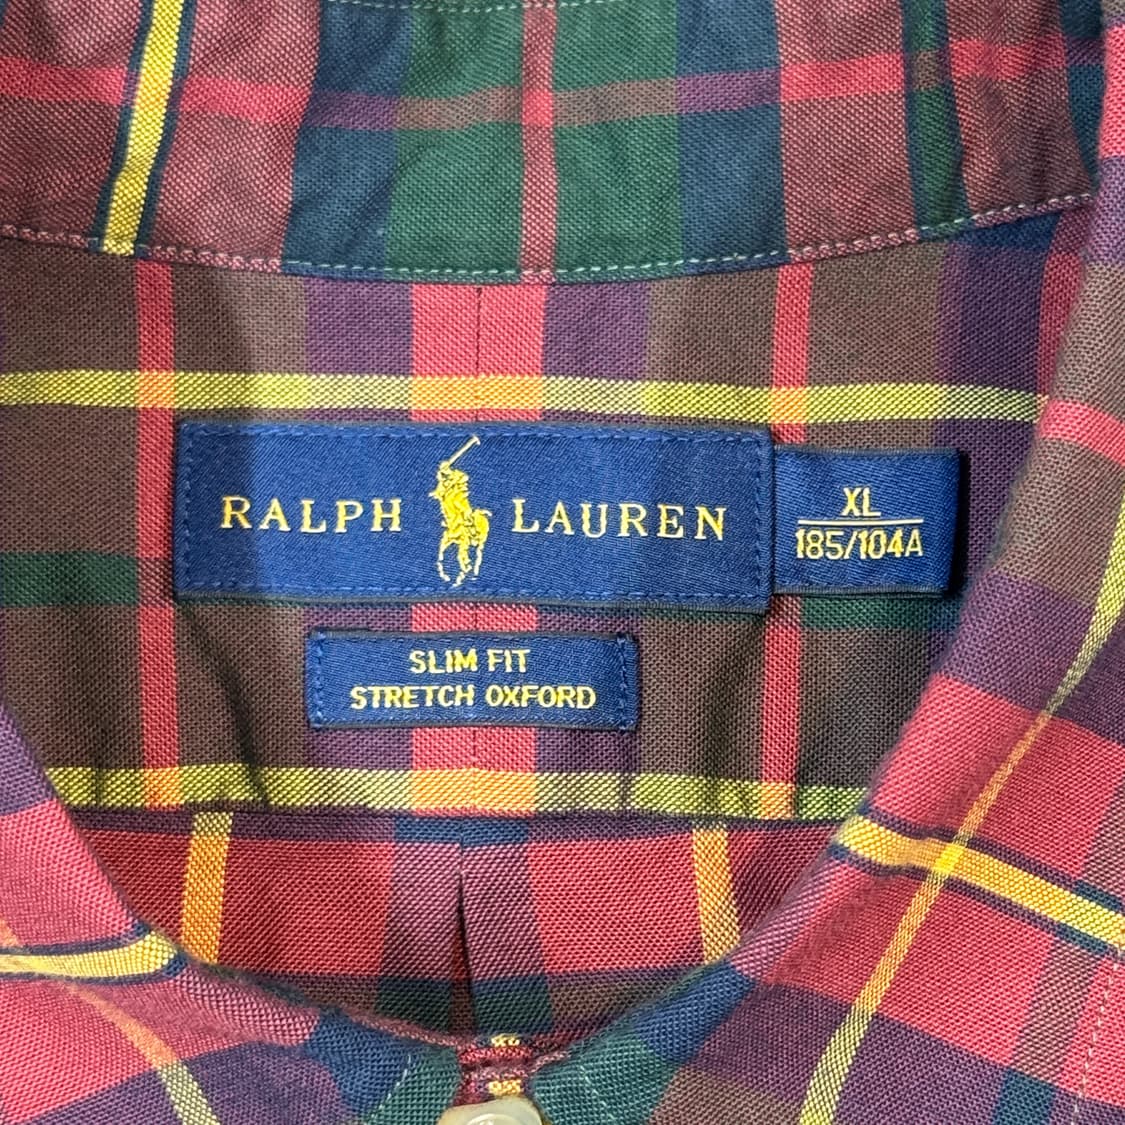 RALPH LAUREN
XL
185/104A
SLIM FIT
STRETCH OXFORD